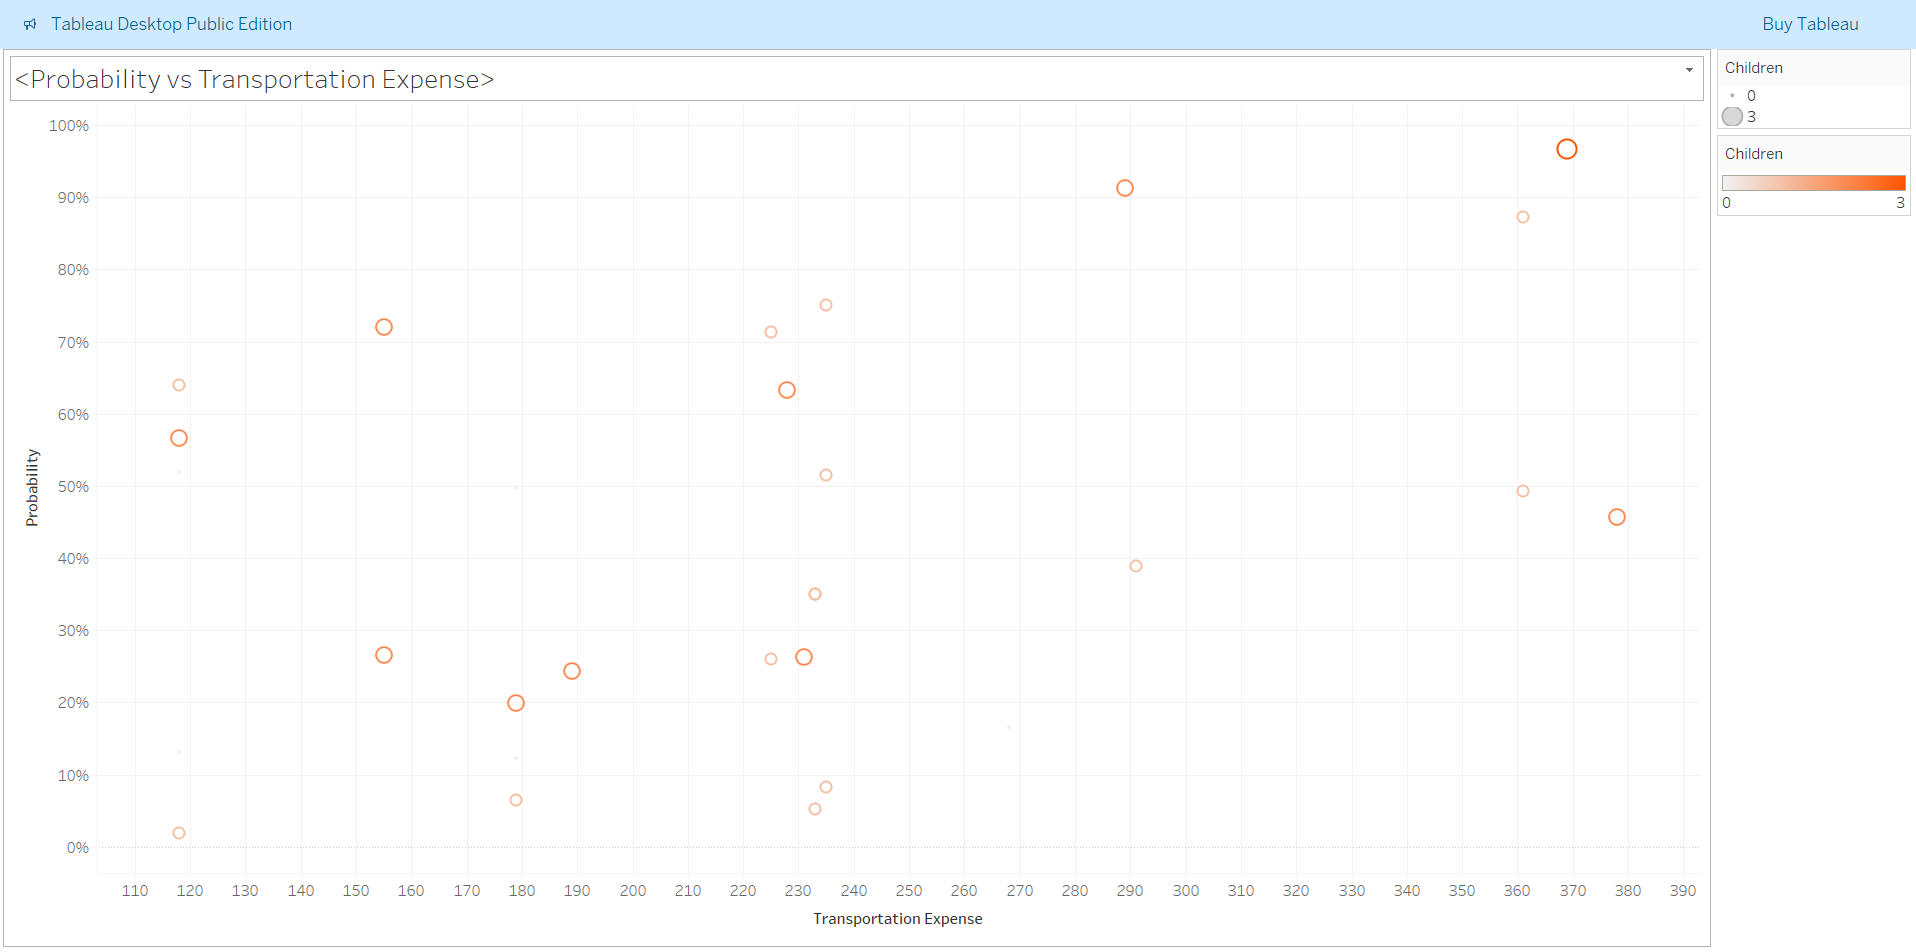 Tableau Desktop Public Edition
Buy Tableau
<Probability vs Transportation Expense>
Children
0
3
Children
0 3
100%
90%
80%
70%
60%
50%
40%
30%
20%
10%
0%
Probability
110 120 130 140 150 160 170 180 190 200 210 220 230 240 250 260 270 280 290 300 310 320 330 340 350 360 370 380 390
Transportation Expense